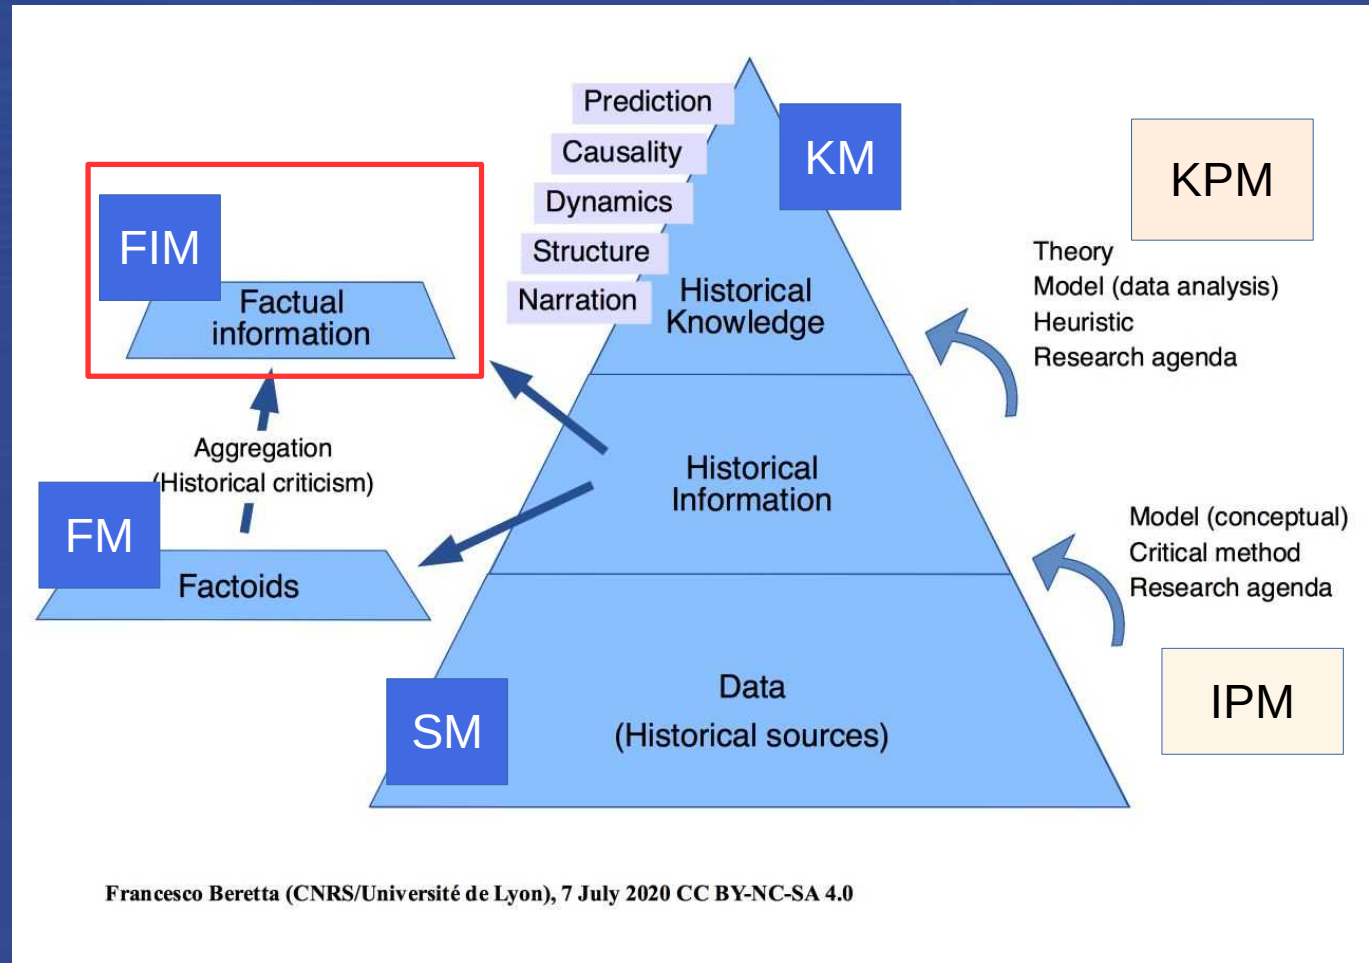 Prediction
Causality
Dynamics
Structure
Narration
KM
KPM
FIM
Factual
information
Historical
Knowledge
Theory
Model (data analysis)
Heuristic
Research agenda
Aggregation
(Historical criticism)
Historical
Information
FM
Factoids
Model (conceptual)
Critical method
Research agenda
SM
Data
(Historical sources)
IPM
Francesco Beretta (CNRS/Université de Lyon), 7 July 2020 CC BY-NC-SA 4.0